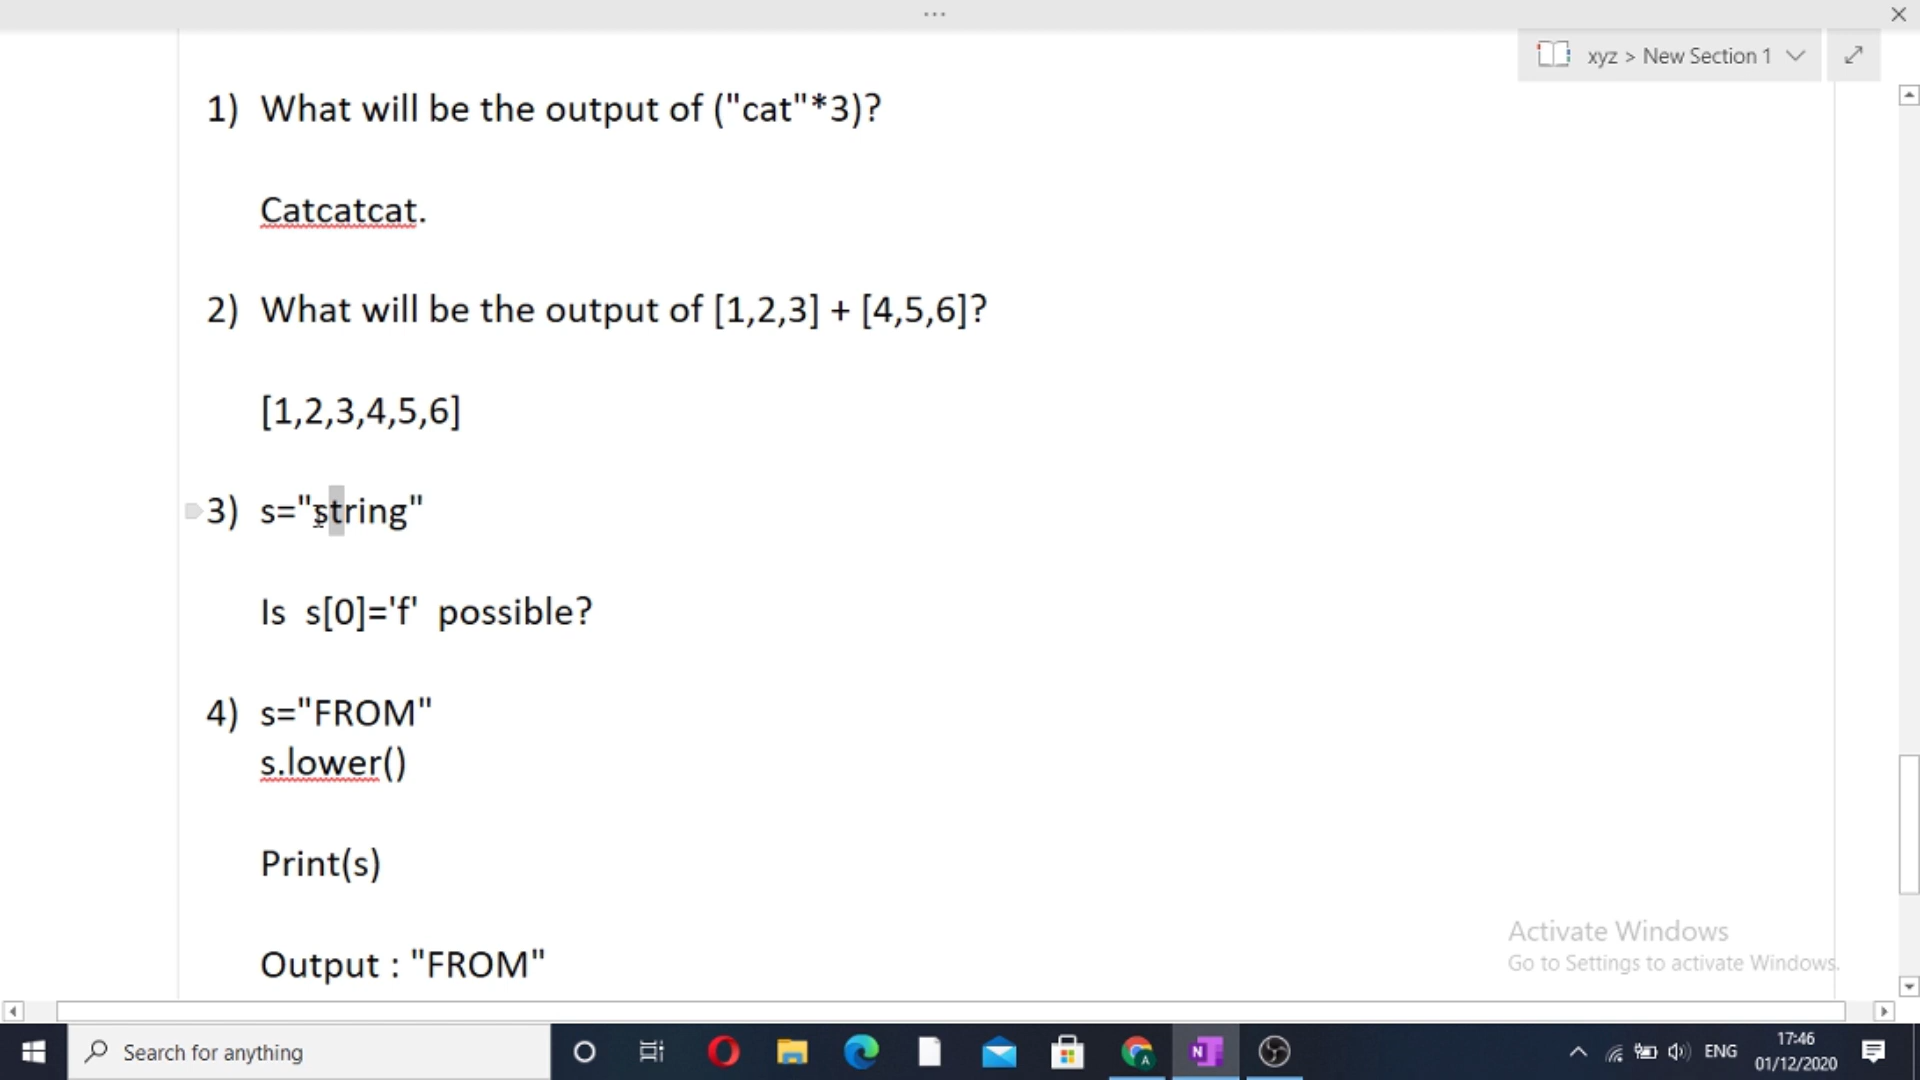 ...
xyz > New Section 1
1) What will be the output of ("cat"*3)?
Catcatcat.
2) What will be the output of [1,2,3] + [4,5,6]?
[1,2,3,4,5,6]
3) s="string"
Is s[0]='f' possible?
4) s="FROM"
s.lower()
Print(s)
Output : "FROM"
Activate Windows
Go to Settings to activate Windows.
Search for anything
N
A
ENG
17:46
01/12/2020